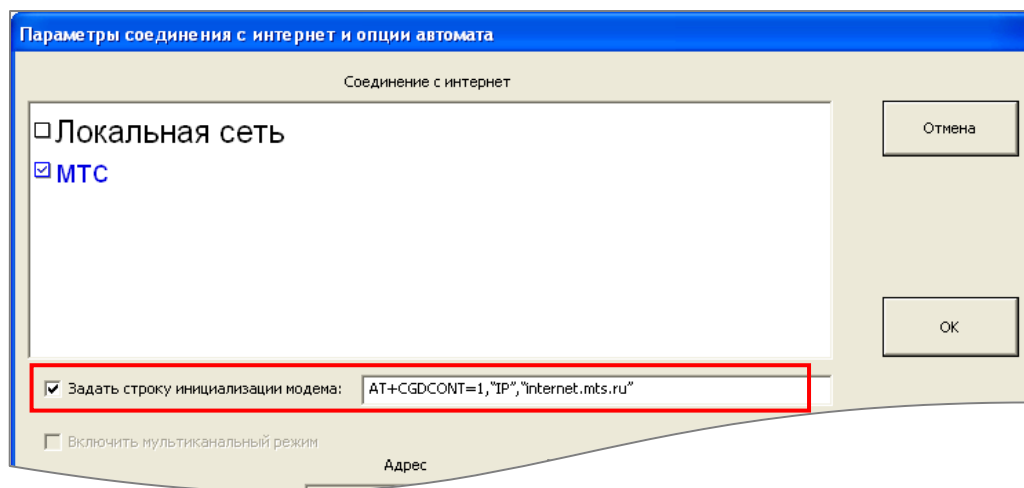 Параметры соединения с интернет и опции автомата
Соединение с интернет
Локальная сеть
МТС
Отмена
ОК
Задать строку инициализации модема: AT+CGDCONT=1,"IP","internet.mts.ru"
Включить мультиканальный режим
Адрес